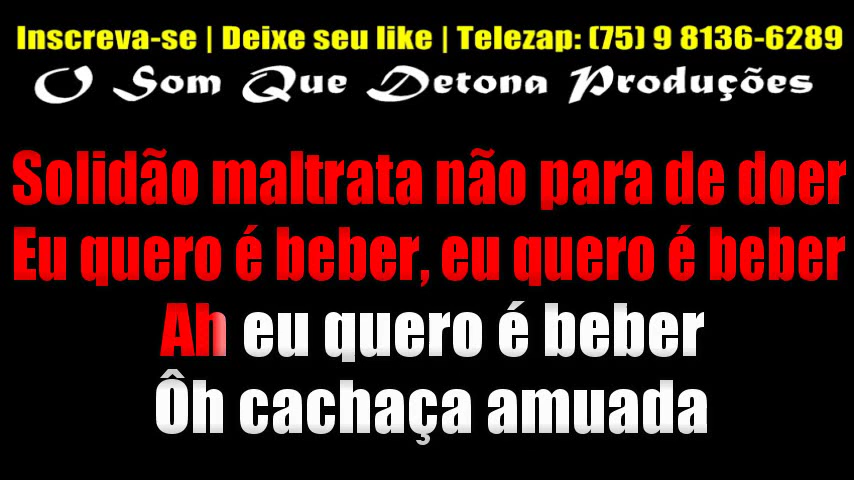 Inscreva-se | Deixe seu like | Telezap: (75) 9 8136-6289
O Som Que Detona Produções
Solidão maltrata não para de doer
Eu quero é beber, eu quero é beber
Ah eu quero é beber
Ôh cachaça amuada